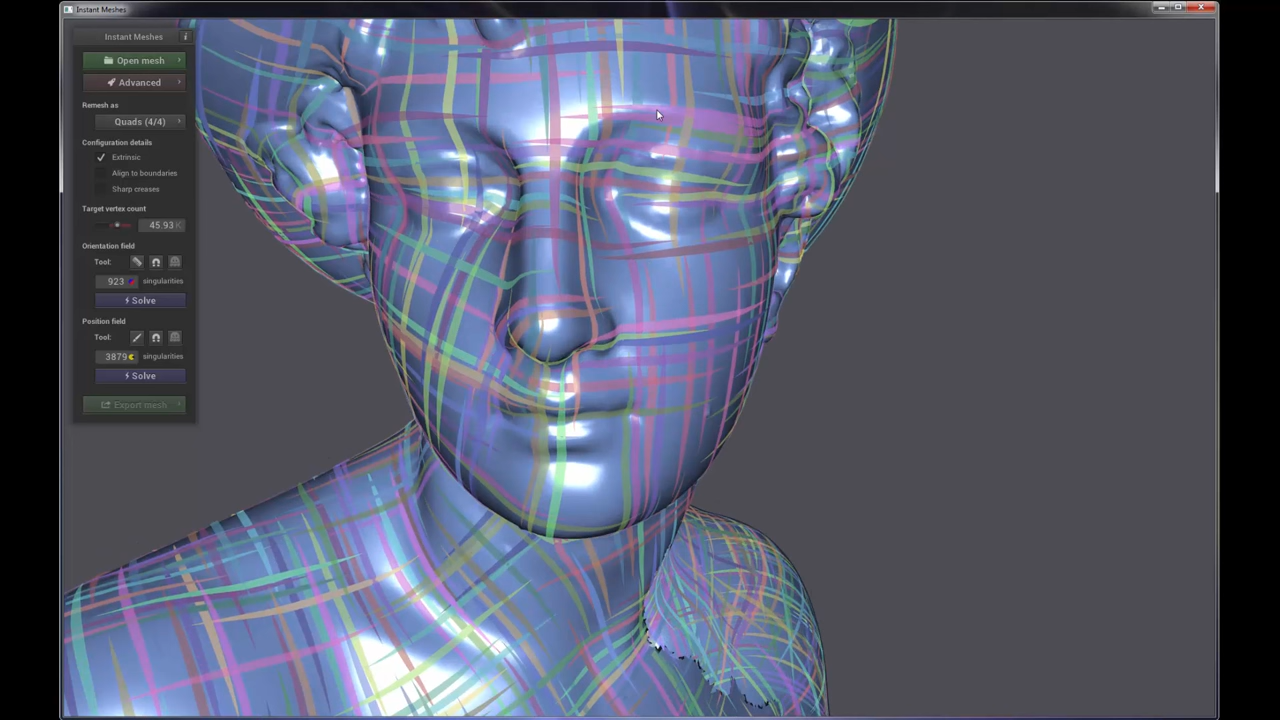 Instant Meshes
Instant Meshes i
Open mesh
Advanced
Remesh as
Quads (4/4)
Configuration details
Extrinsic
Align to boundaries
Sharp creases
Target vertex count
45.93 K
Orientation field
Tool:
923 singularities
Solve
Position field
Tool:
3879 singularities
Solve
Export mesh